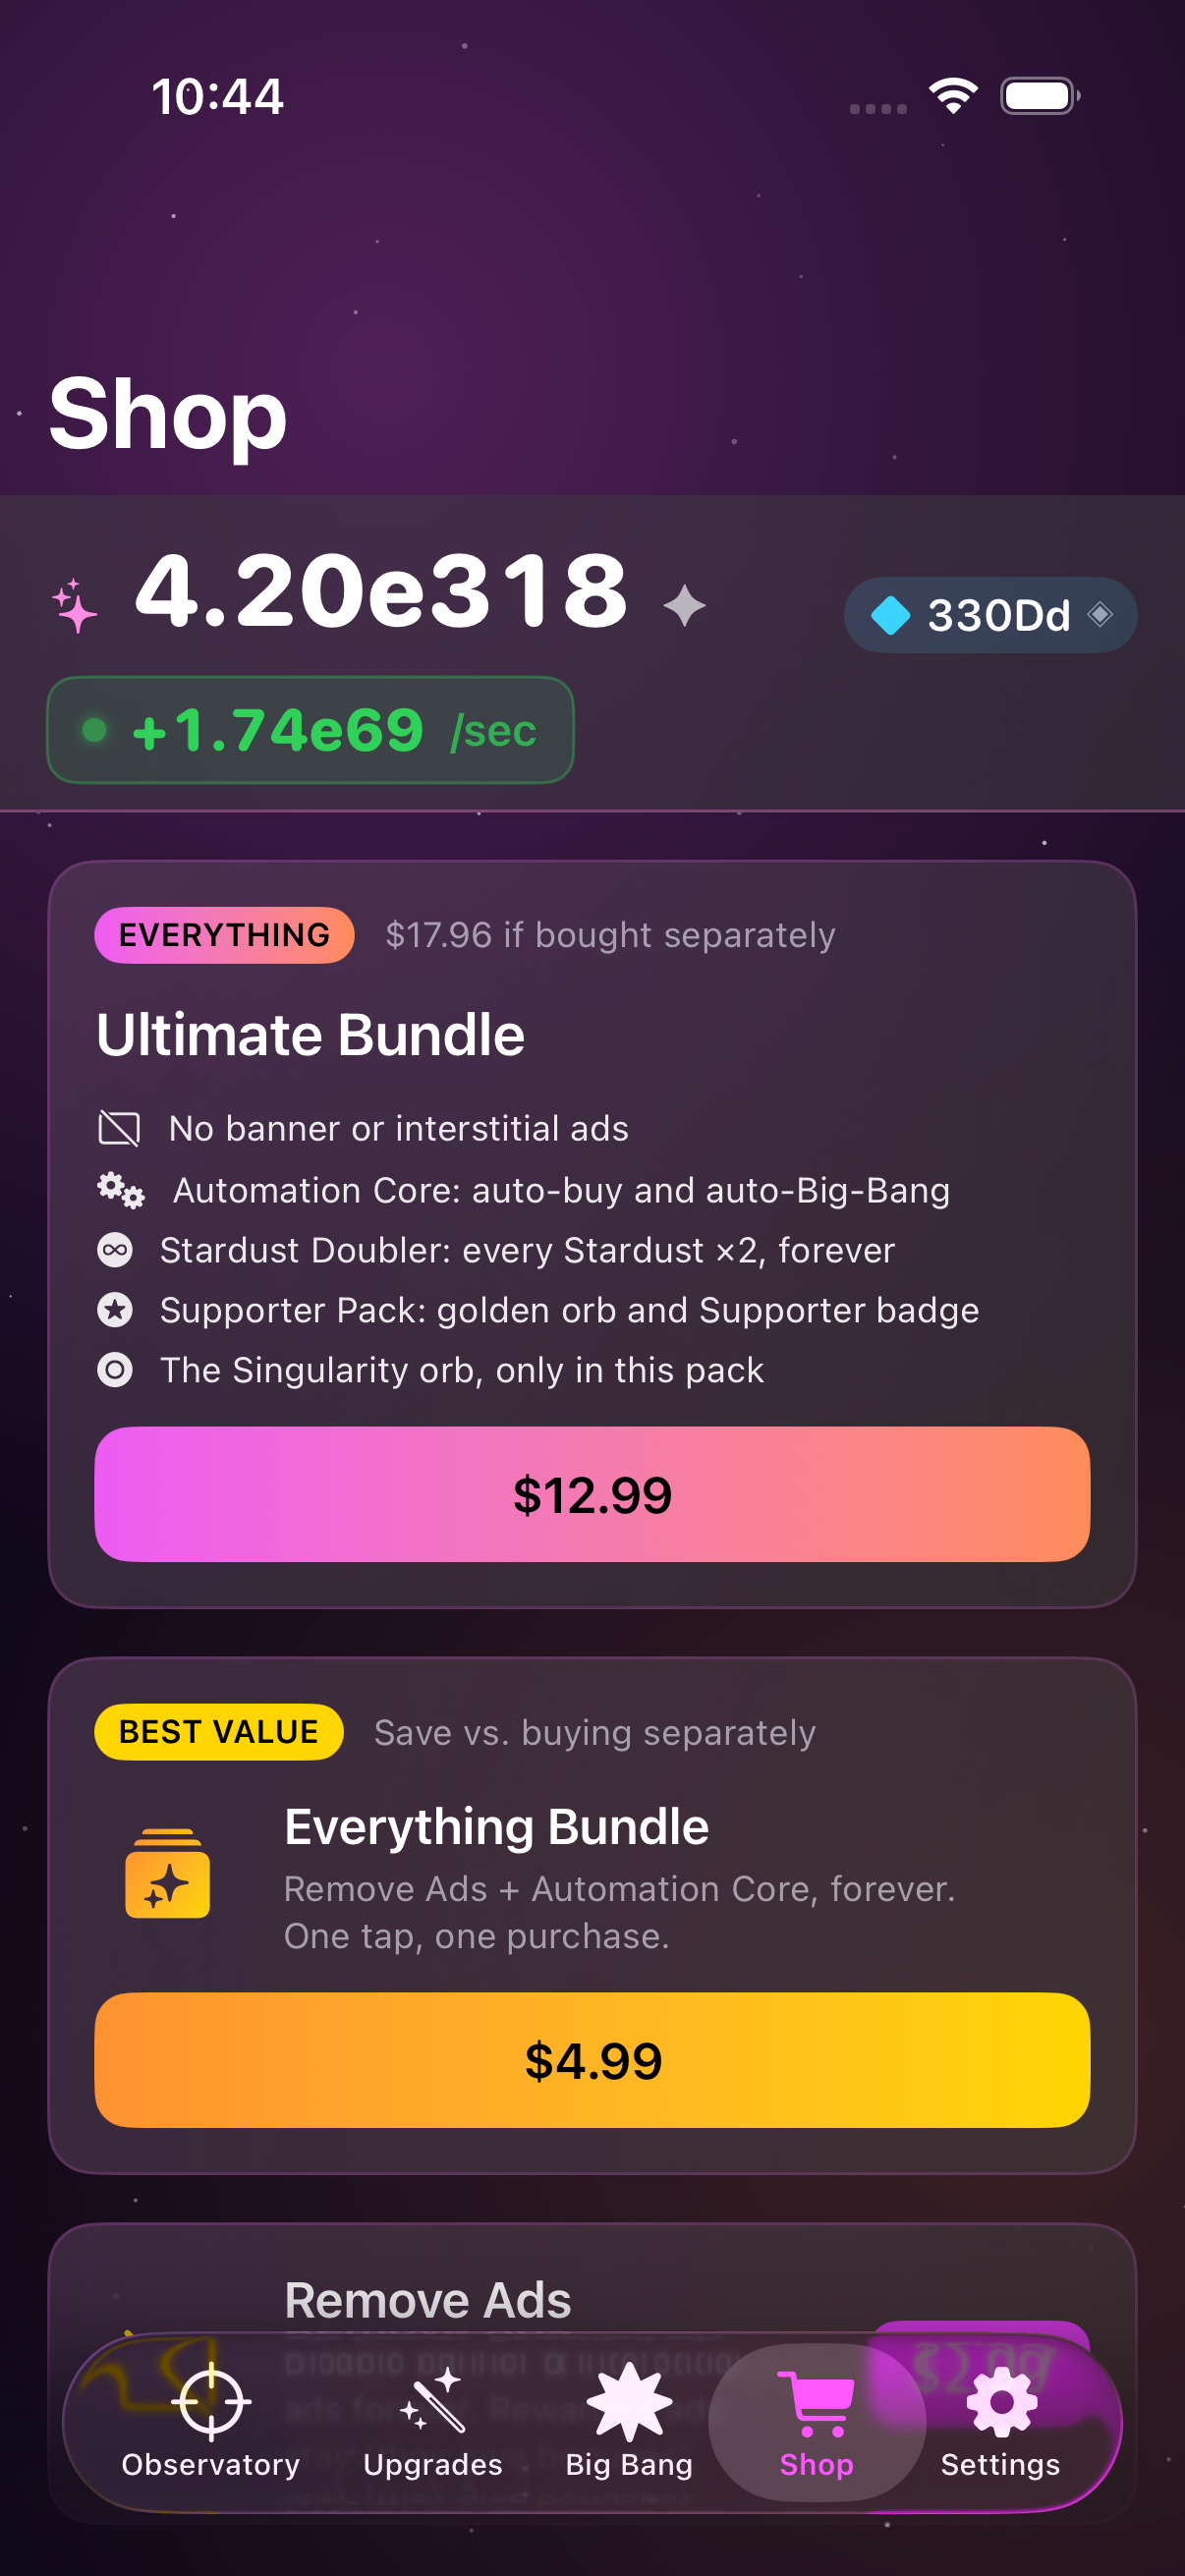 10:44
Shop
4.20e318
330Dd
+1.74e69 /sec
EVERYTHING $17.96 if bought separately
Ultimate Bundle
No banner or interstitial ads
Automation Core: auto-buy and auto-Big-Bang
Stardust Doubler: every Stardust ×2, forever
Supporter Pack: golden orb and Supporter badge
The Singularity orb, only in this pack
$12.99
BEST VALUE Save vs. buying separately
Everything Bundle
Remove Ads + Automation Core, forever.
One tap, one purchase.
$4.99
Remove Ads
Observatory Upgrades Big Bang Shop Settings